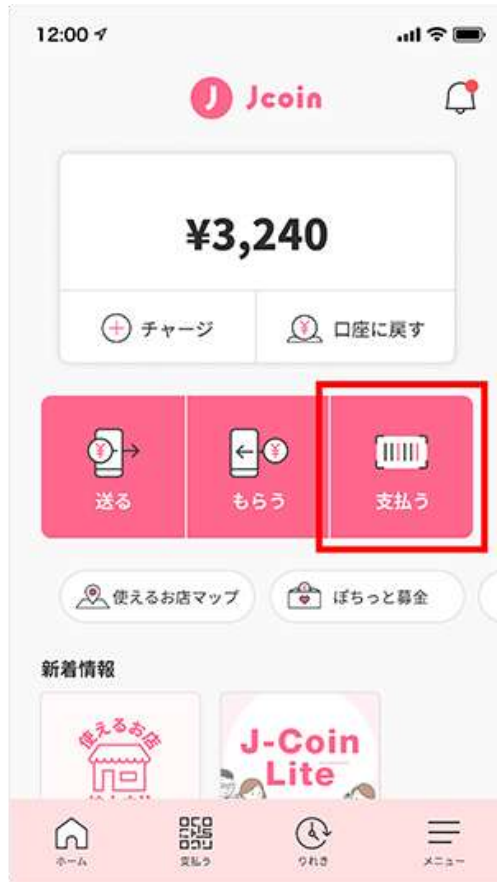 12:00
J Jcoin
¥3,240
チャージ
口座に戻す
送る
もらう
支払う
使えるお店マップ
ぽちっと募金
新着情報
使えるお店
J-Coin
Lite
ホーム
支払う
りれき
メニュー